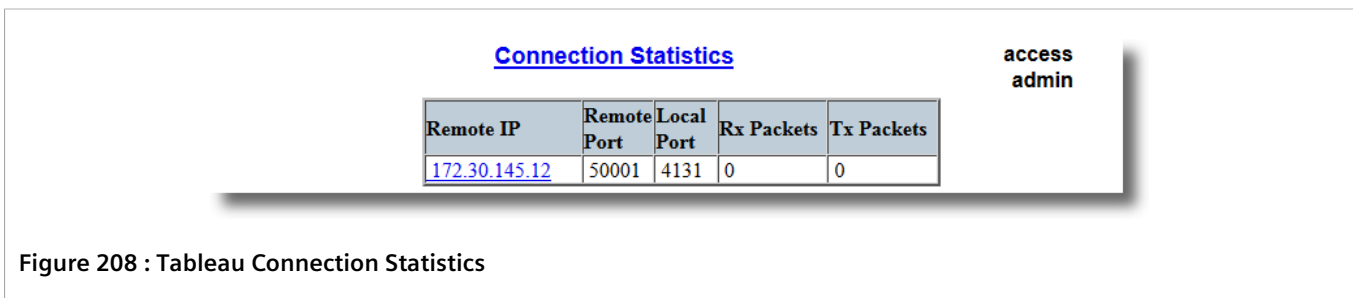 Connection Statistics
access
admin
Remote IP Remote Port Local Port Rx Packets Tx Packets
172.30.145.12 50001 4131 0 0
Figure 208 : Tableau Connection Statistics